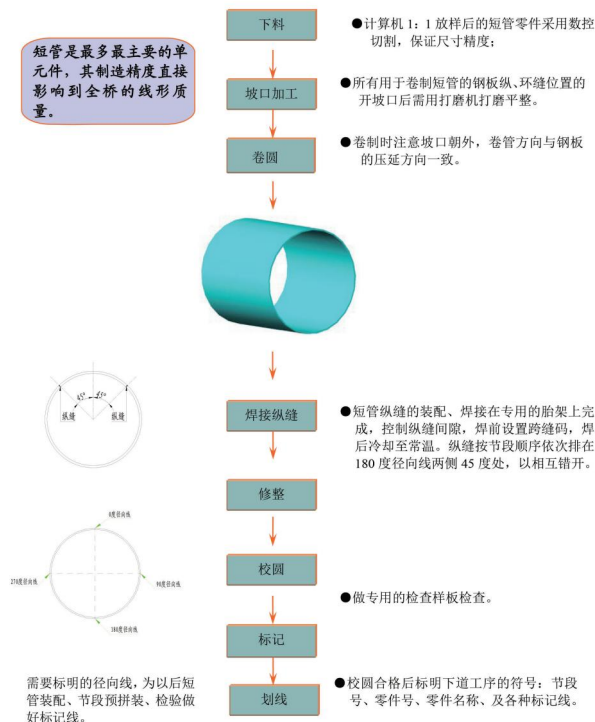 下料
●计算机 1：1 放样后的短管零件采用数控
切割，保证尺寸精度；
短管是最多最主要的单
元件，其制造精度直接
影响到全桥的线形质
量。
坡口加工
●所有用于卷制短管的钢板纵、环缝位置的
开坡口后需用打磨机打磨平整。
卷圆
●卷制时注意坡口朝外，卷管方向与钢板
的压延方向一致。
45° 45°
纵缝 纵缝
焊接纵缝
●短管纵缝的装配、焊接在专用的胎架上完
成，控制纵缝间隙，焊前设置跨缝码，焊
后冷却至常温。纵缝按节段顺序依次排在
180 度径向线两侧 45 度处，以相互错开。
修整
0度径向线
270度径向线
90度径向线
180度径向线
校圆
●做专用的检查样板检查。
标记
需要标明的径向线，为以后短
管装配、节段预拼装、检验做
好标记线。
划线
●校圆合格后标明下道工序的符号：节段
号、零件号、零件名称、及各种标记线。